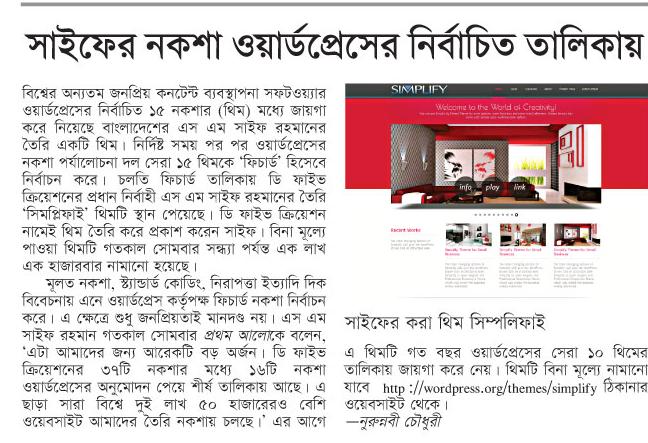 সাইফের নকশা ওয়ার্ডপ্রেসের নির্বাচিত তালিকায়
বিশ্বের অন্যতম জনপ্রিয় কনটেন্ট ব্যবস্থাপনা সফটওয়্যার
ওয়ার্ডপ্রেসের নির্বাচিত ১৫ নকশার (থিম) মধ্যে জায়গা
করে নিয়েছে বাংলাদেশের এস এম সাইফ রহমানের
তৈরি একটি থিম। নির্দিষ্ট সময় পর পর ওয়ার্ডপ্রেসের
নকশা পর্যালোচনা দল সেরা ১৫ থিমকে ‘ফিচার্ড’ হিসেবে
নির্বাচন করে। চলতি ফিচার্ড তালিকায় ডি ফাইভ
ক্রিয়েশনের প্রধান নির্বাহী এস এম সাইফ রহমানের তৈরি
‘সিমপ্লিফাই’ থিমটি স্থান পেয়েছে। ডি ফাইভ ক্রিয়েশন
নামেই থিম তৈরি করে প্রকাশ করেন সাইফ। বিনা মূল্যে
পাওয়া থিমটি গতকাল সোমবার সন্ধ্যা পর্যন্ত এক লাখ
এক হাজারবার নামানো হয়েছে।
মূলত নকশা, স্ট্যান্ডার্ড কোডিং, নিরাপত্তা ইত্যাদি দিক
বিবেচনায় এনে ওয়ার্ডপ্রেস কর্তৃপক্ষ ফিচার্ড নকশা নির্বাচন
করে। এ ক্ষেত্রে শুধু জনপ্রিয়তাই মানদণ্ড নয়। এস এম
সাইফ রহমান গতকাল সোমবার প্রথম আলোকে বলেন,
‘এটা আমাদের জন্য আরেকটি বড় অর্জন। ডি ফাইভ
ক্রিয়েশনের ৩৭টি নকশার মধ্যে ১৬টি নকশা
ওয়ার্ডপ্রেসের অনুমোদন পেয়ে শীর্ষ তালিকায় আছে। এ
ছাড়া সারা বিশ্বে দুই লাখ ৫০ হাজারেরও বেশি
ওয়েবসাইট আমাদের তৈরি নকশায় চলছে।’ এর আগে
SIMPLIFY
Welcome to the World of Creativity!
info play link
Recent Works
সাইফের করা থিম সিম্পলিফাই
এ থিমটি গত বছর ওয়ার্ডপ্রেসের সেরা ১০ থিমের
তালিকায় জায়গা করে নেয়। থিমটি বিনা মূল্যে নামানো
যাবে http://wordpress.org/themes/simplify ঠিকানার
ওয়েবসাইট থেকে।
—নুরুন্নবী চৌধুরী